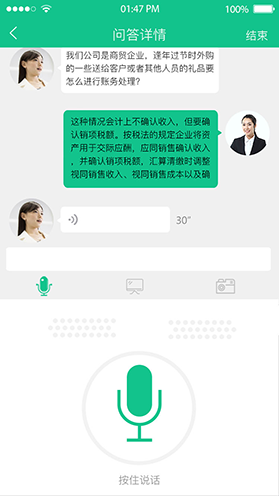 01:47 PM
100%
问答详情
结束
我们公司是商贸企业，逢年过节时外购
的一些送给客户或者其他人员的礼品要
怎么进行账务处理?
这种情况会计上不确认收入，但要确
认销项税额。按税法的规定企业将资
产用于交际应酬，应同销售确认收入
，并确认销项税额，汇算清缴时调整
视同销售收入、视同销售成本以及确
30"
按住说话